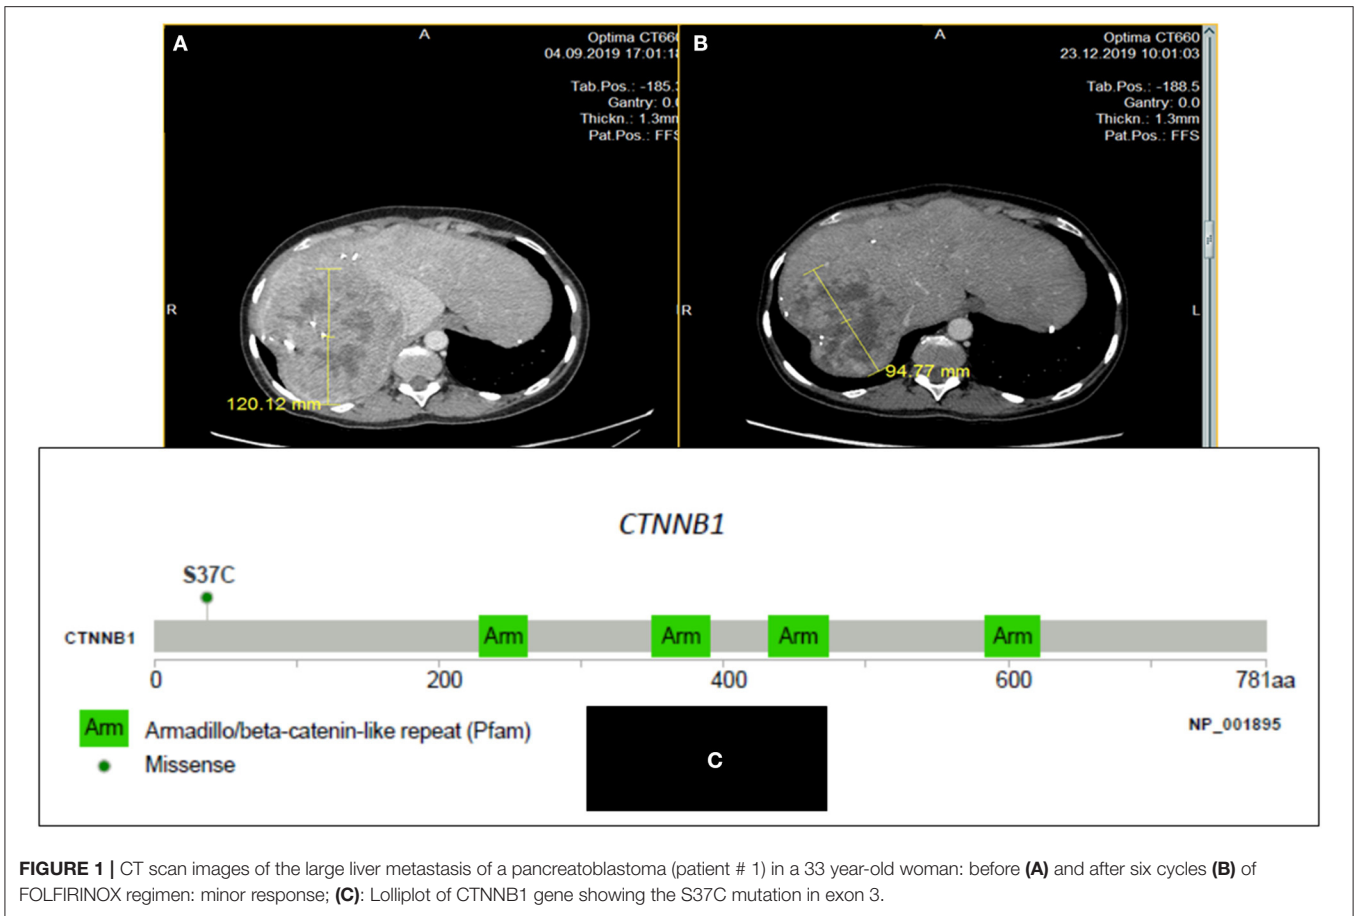 A
A
Optima CT660
04.09.2019 17:01:18
Tab.Pos.: -185.
Gantry: 0.
Thickn.: 1.3mm
Pat.Pos.: FFS
R
120.12 mm
B
A
Optima CT660
23.12.2019 10:01:03
Tab.Pos.: -188.5
Gantry: 0.0
Thickn.: 1.3mm
Pat.Pos.: FFS
R
L
94.77 mm
CTNNB1
S37C
CTNNB1
Arm Arm Arm Arm
0 200 400 600 781aa
Arm Armadillo/beta-catenin-like repeat (Pfam)
NP_001895
Missense
C
FIGURE 1 | CT scan images of the large liver metastasis of a pancreatoblastoma (patient # 1) in a 33 year-old woman: before (A) and after six cycles (B) of
FOLFIRINOX regimen: minor response; (C): Lolliplot of CTNNB1 gene showing the S37C mutation in exon 3.